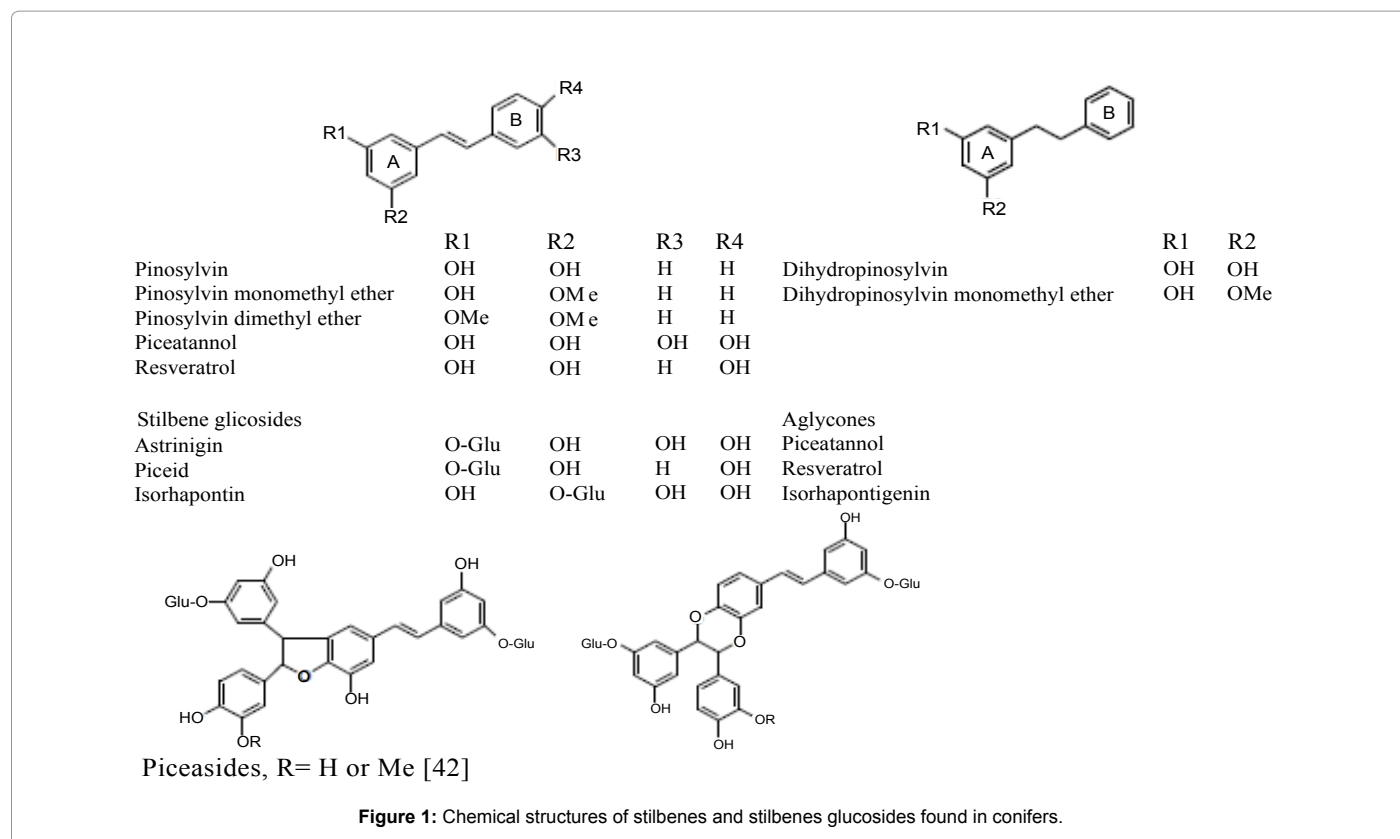 R4
B
R1
A
R3
R2
B
R1
A
R2
R1 R2 R3 R4 R1 R2
Pinosylvin OH OH H H Dihydropinosylvin OH OH
Pinosylvin monomethyl ether OH OMe H H Dihydropinosylvin monomethyl ether OH OMe
Pinosylvin dimethyl ether OMe OMe H H
Piceatannol OH OH OH OH
Resveratrol OH OH H OH
Stilbene glicosides Aglycones
Astrinigin O-Glu OH OH OH Piceatannol
Piceid O-Glu OH H OH Resveratrol
Isorhapontin OH O-Glu OH OH Isorhapontigenin
OH
Glu-O
OH
O-Glu
O
OH
HO
OR
OH
O-Glu
O
O
Glu-O
OH
OR
OH
Piceasides, R= H or Me [42]
Figure 1: Chemical structures of stilbenes and stilbenes glucosides found in conifers.